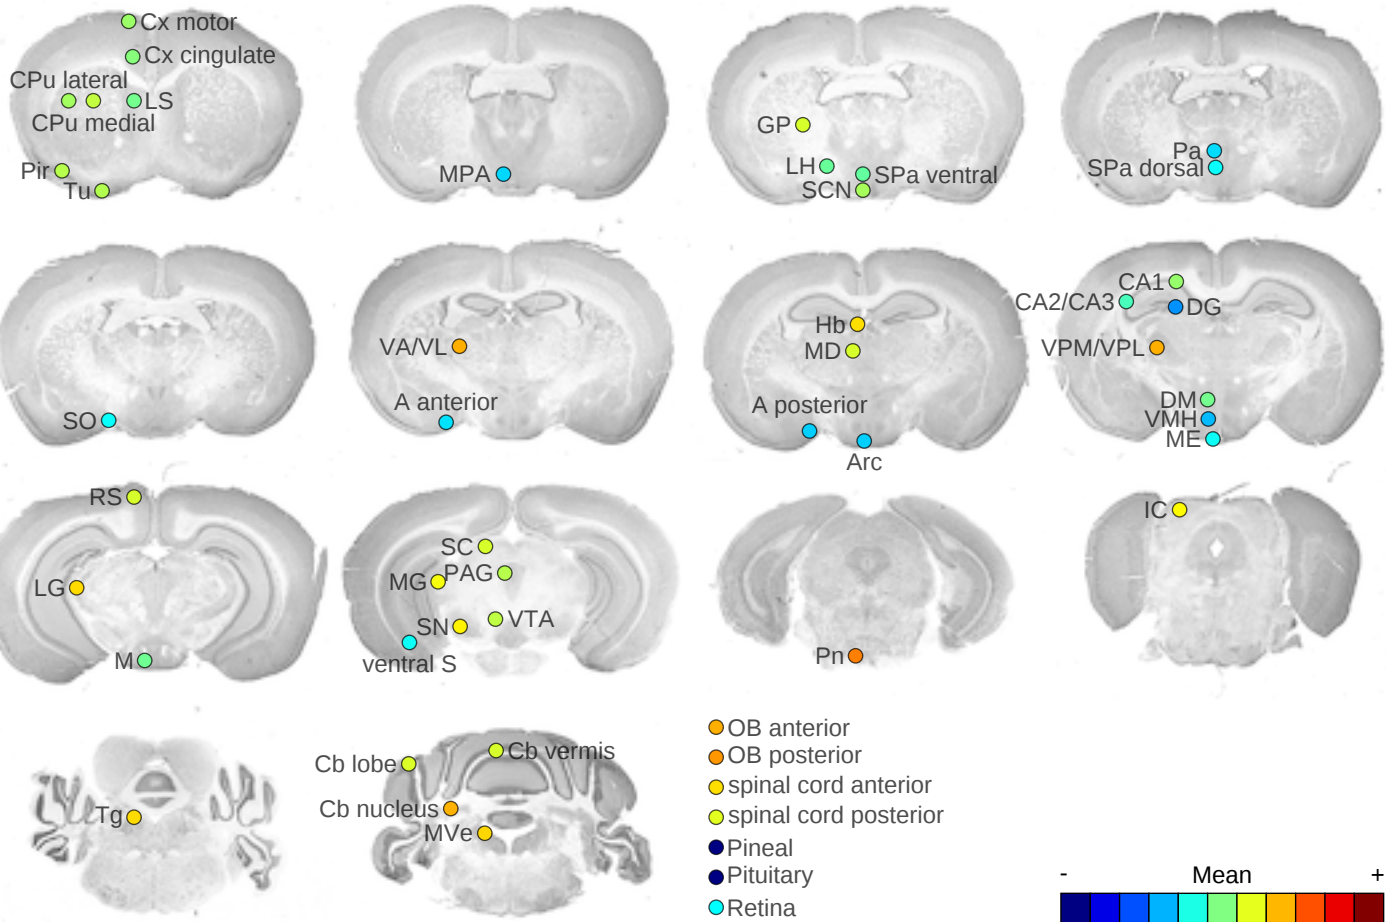 Cx motor
Cx cingulate
CPu lateral
LS
CPu medial
Pir
Tu
MPA
GP
LH
SPa ventral
SCN
Pa
SPa dorsal
SO
VA/VL
A anterior
Hb
MD
A posterior
Arc
CA1
CA2/CA3
DG
VPM/VPL
DM
VMH
ME
RS
LG
M
SC
MG
PAG
SN
VTA
ventral S
Pn
IC
Tg
Cb lobe
Cb vermis
Cb nucleus
MVe
OB anterior
OB posterior
spinal cord anterior
spinal cord posterior
Pineal
Pituitary
Retina
- Mean +